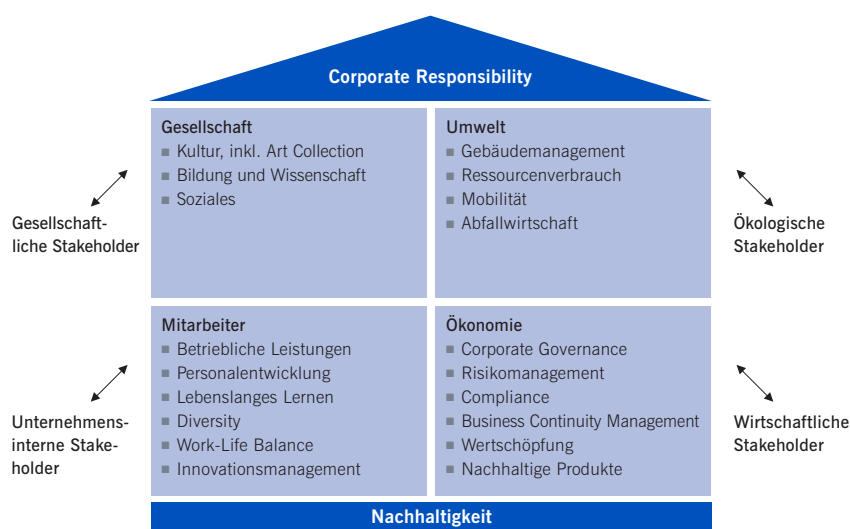 Corporate Responsibility
Gesellschaft
Kultur, inkl. Art Collection
Bildung und Wissenschaft
Soziales
Umwelt
Gebäudemanagement
Ressourcenverbrauch
Mobilität
Abfallwirtschaft
Gesellschaft-
liche Stakeholder
Ökologische
Stakeholder
Mitarbeiter
Betriebliche Leistungen
Personalentwicklung
Lebenslanges Lernen
Diversity
Work-Life Balance
Innovationsmanagement
Ökonomie
Corporate Governance
Risikomanagement
Compliance
Business Continuity Management
Wertschöpfung
Nachhaltige Produkte
Unternehmens-
interne Stake-
holder
Wirtschaftliche
Stakeholder
Nachhaltigkeit